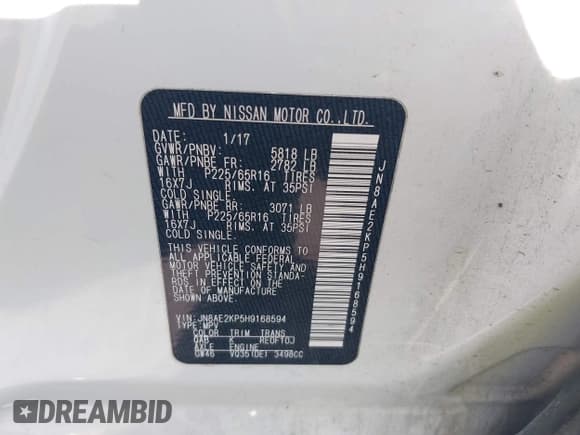 MFD BY NISSAN MOTOR CO.,LTD.
DATE: 1/17
GVWR/PNBV: 5818 LB
GAWR/PNBE FR: 2782 LB
WITH P225/65R16 TIRES
16X7J RIMS. AT 35PSI
COLD SINGLE.
GAWR/PNBE RR: 3071 LB
WITH P225/65R16 TIRES
16X7J RIMS. AT 35PSI
COLD SINGLE.
THIS VEHICLE CONFORMS TO
ALL APPLICABLE FEDERAL
MOTOR VEHICLE SAFETY AND
THEFT PREVENTION STANDA-
RDS IN EFFECT ON THE
DATE OF MANUFACTURE
SHOWN ABOVE.
VIN: JN8AE2KP5H9168594
TYPE: MPV
COLOR TRIM TRANS
QAB K RE0F10J
AXLE ENGINE
GW46 VQ35(DE) 3498CC
JN8AE2KP5H9168594
DREAMBID